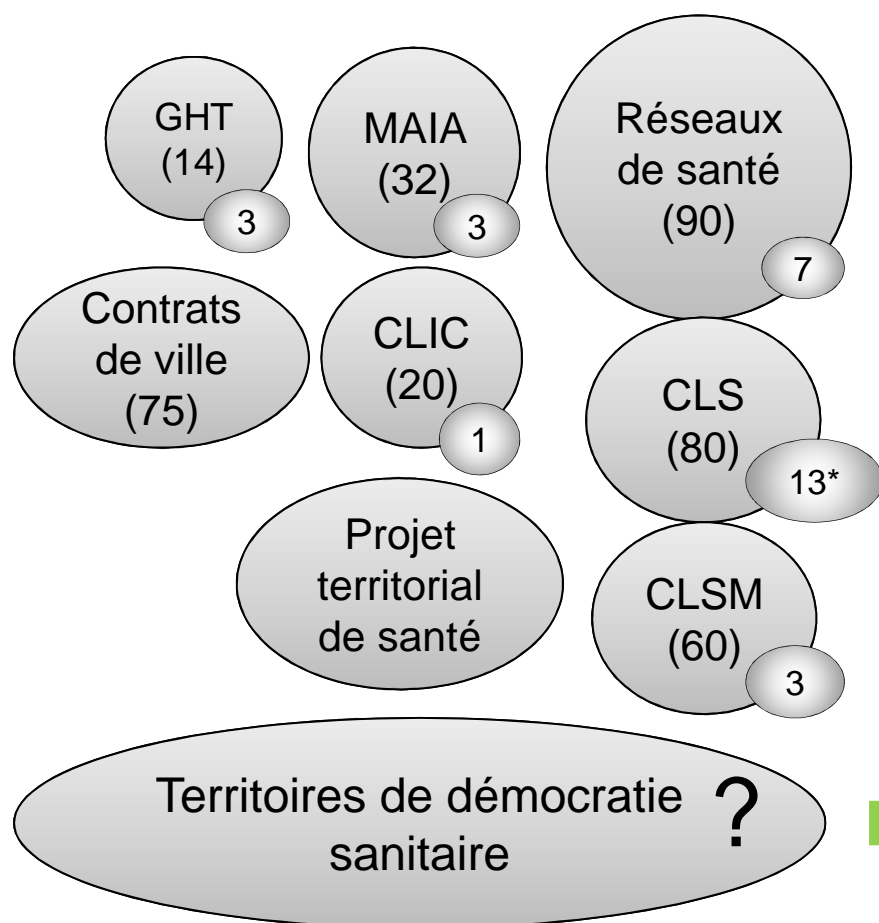 GHT
(14)
3
MAIA
(32)
3
Réseaux
de santé
(90)
7
Contrats
de ville
(75)
CLIC
(20)
1
CLS
(80)
13*
Projet
territorial
de santé
CLSM
(60)
3
Territoires de démocratie
sanitaire
?